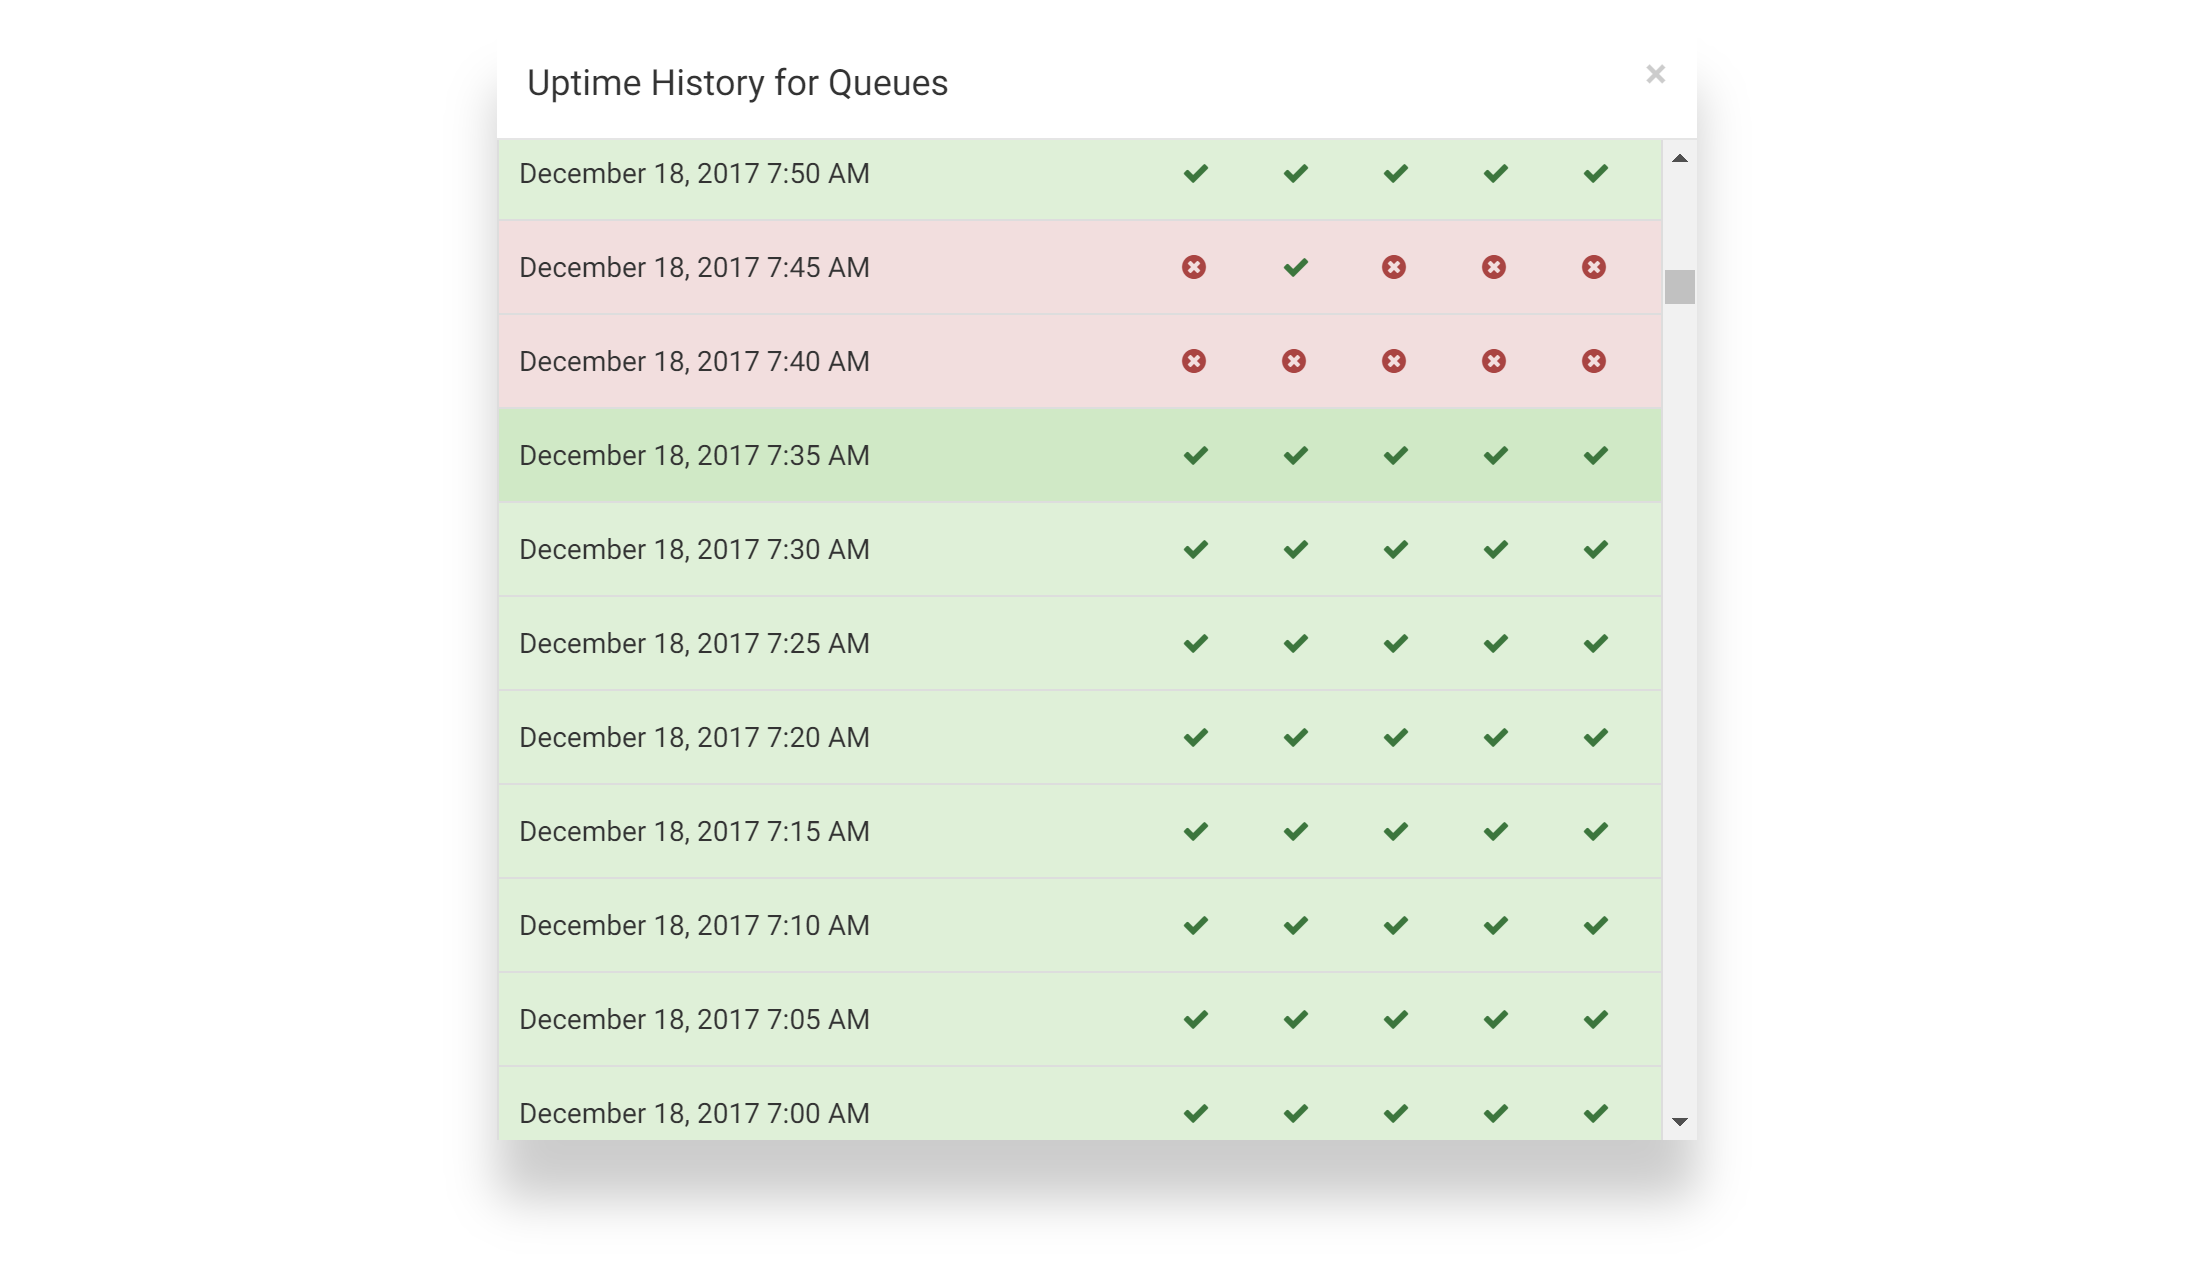 Uptime History for Queues
December 18, 2017 7:50 AM
December 18, 2017 7:45 AM
December 18, 2017 7:40 AM
December 18, 2017 7:35 AM
December 18, 2017 7:30 AM
December 18, 2017 7:25 AM
December 18, 2017 7:20 AM
December 18, 2017 7:15 AM
December 18, 2017 7:10 AM
December 18, 2017 7:05 AM
December 18, 2017 7:00 AM